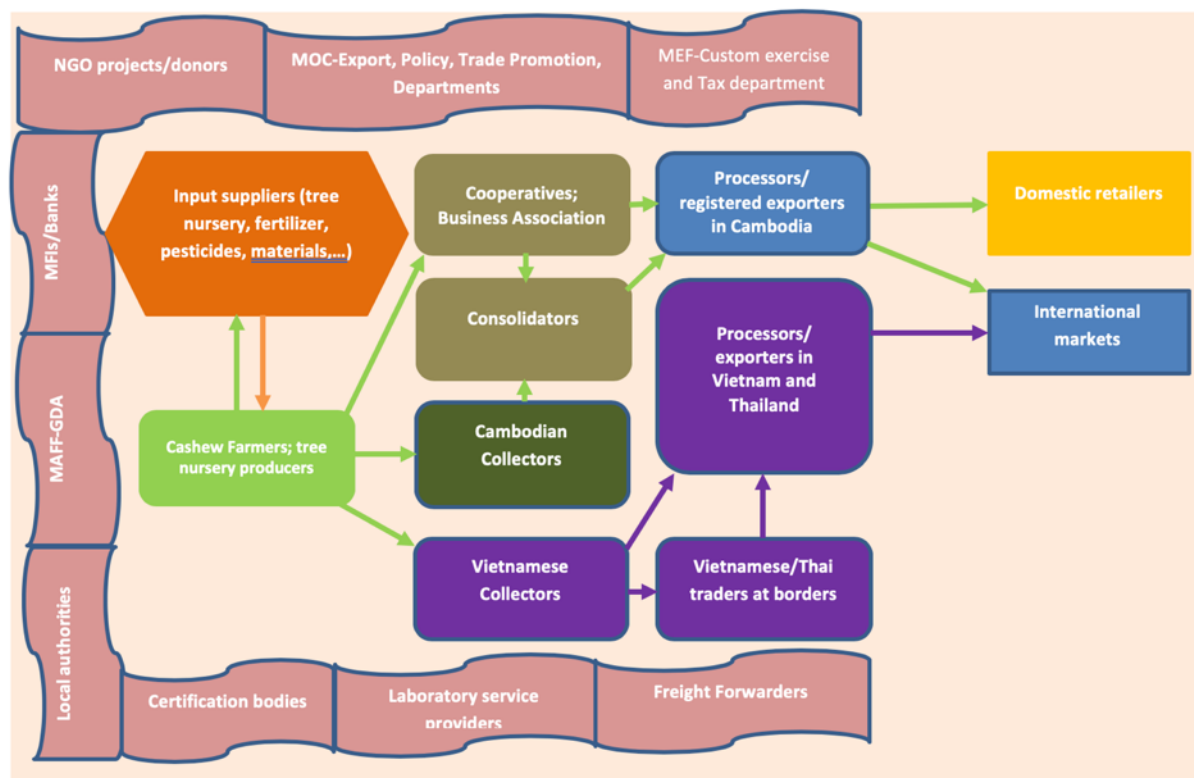 NGO projects/donors
MOC-Export, Policy, Trade Promotion,
Departments
MEF-Custom exercise
and Tax department
MFIs/Banks
MAFF-GDA
Local authorities
Input suppliers (tree
nursery, fertilizer,
pesticides, materials,...)
Cooperatives;
Business Association
Processors/
registered exporters
in Cambodia
Domestic retailers
Consolidators
Processors/
exporters in
Vietnam and
Thailand
International
markets
Cashew Farmers; tree
nursery producers
Cambodian
Collectors
Vietnamese
Collectors
Vietnamese/Thai
traders at borders
Certification bodies
Laboratory service
providers
Freight Forwarders